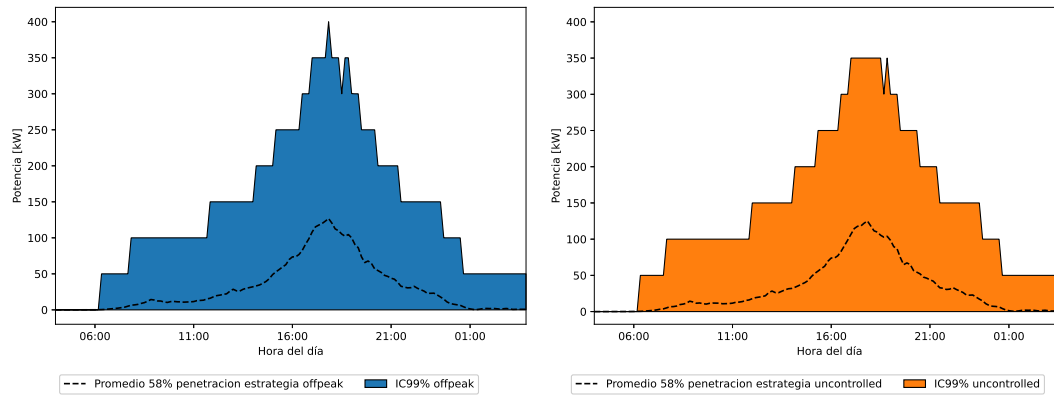 400
350
300
250
200
150
100
50
0
Potencia [kW]
06:00 11:00 16:00 21:00 01:00
Hora del día
Promedio 58% penetracion estrategia offpeak IC99% offpeak
400
350
300
250
200
150
100
50
0
Potencia [kW]
06:00 11:00 16:00 21:00 01:00
Hora del día
Promedio 58% penetracion estrategia uncontrolled IC99% uncontrolled